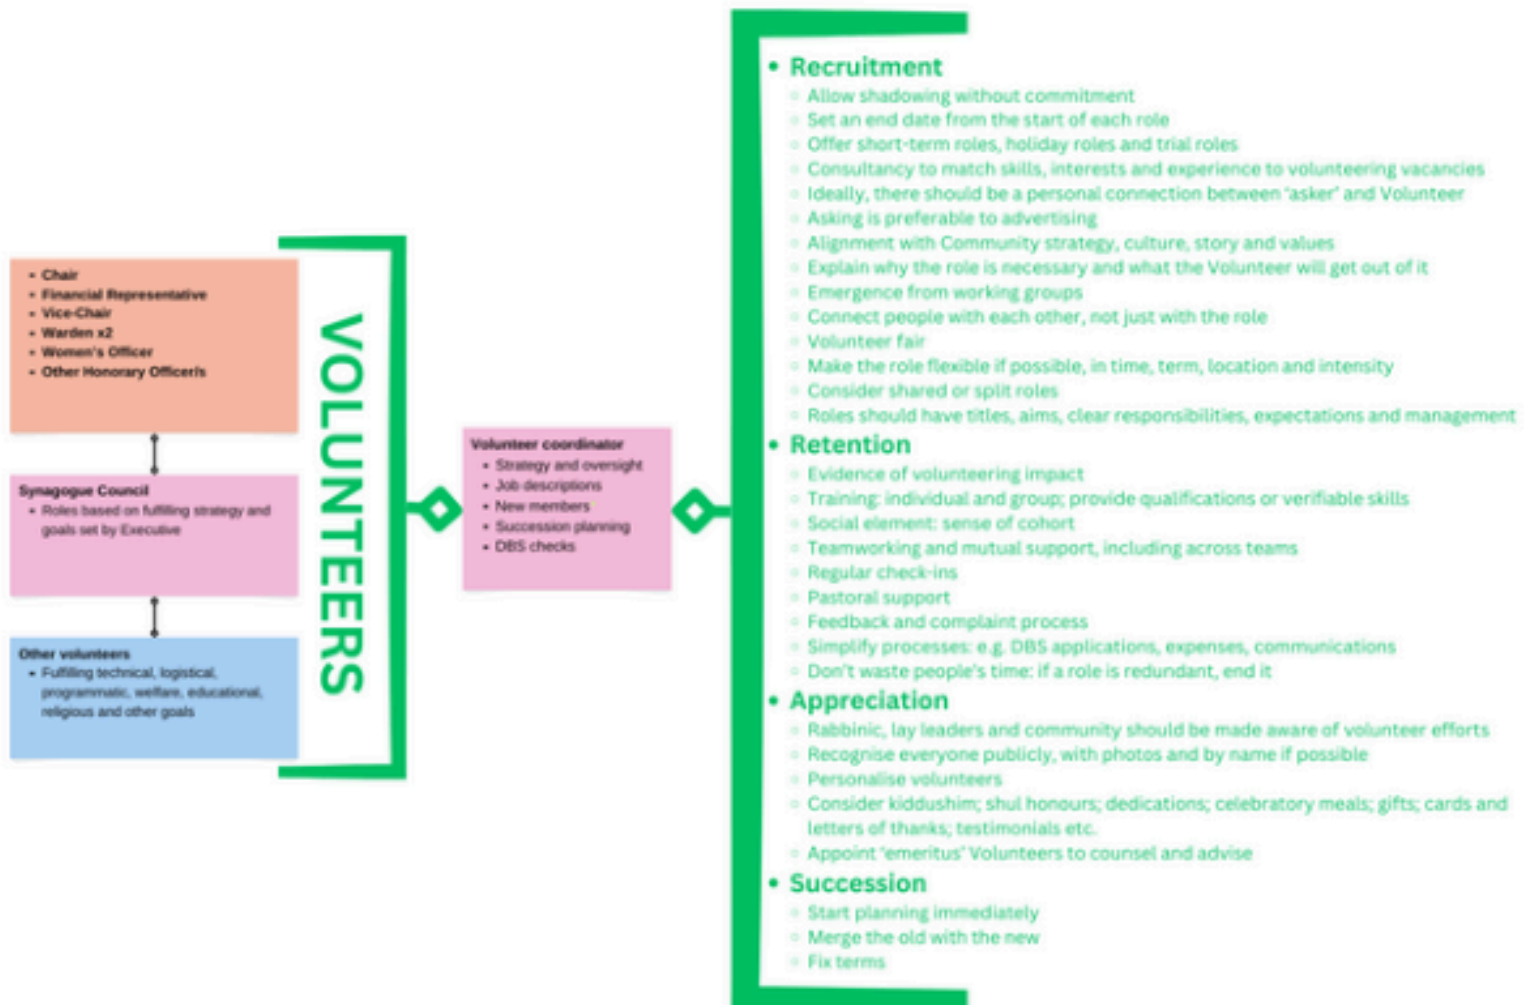 • Chair
• Financial Representative
• Vice-Chair
• Warden x2
• Women's Officer
• Other Honorary Officer/s
Synagogue Council
• Roles based on fulfilling strategy and
goals set by Executive
Other volunteers
• Fulfilling technical, logistical,
programmatic, welfare, educational,
religious and other goals
VOLUNTEERS
Volunteer coordinator
• Strategy and oversight
• Job descriptions
• New members
• Succession planning
• DBS checks
• Recruitment
◦ Allow shadowing without commitment
◦ Set an end date from the start of each role
◦ Offer short-term roles, holiday roles and trial roles
◦ Consultancy to match skills, interests and experience to volunteering vacancies
◦ Ideally, there should be a personal connection between 'asker' and Volunteer
◦ Asking is preferable to advertising
◦ Alignment with Community strategy, culture, story and values
◦ Explain why the role is necessary and what the Volunteer will get out of it
◦ Emergence from working groups
◦ Connect people with each other, not just with the role
◦ Volunteer fair
◦ Make the role flexible if possible, in time, term, location and intensity
◦ Consider shared or split roles
◦ Roles should have titles, aims, clear responsibilities, expectations and management
• Retention
◦ Evidence of volunteering impact
◦ Training: individual and group; provide qualifications or verifiable skills
◦ Social element: sense of cohort
◦ Teamworking and mutual support, including across teams
◦ Regular check-ins
◦ Pastoral support
◦ Feedback and complaint process
◦ Simplify processes: e.g. DBS applications, expenses, communications
◦ Don't waste people's time: if a role is redundant, end it
• Appreciation
◦ Rabbinic, lay leaders and community should be made aware of volunteer efforts
◦ Recognise everyone publicly, with photos and by name if possible
◦ Personalise volunteers
◦ Consider kiddushim; shul honours; dedications; celebratory meals; gifts; cards and
letters of thanks; testimonials etc.
◦ Appoint 'emeritus' Volunteers to counsel and advise
• Succession
◦ Start planning immediately
◦ Merge the old with the new
◦ Fix terms